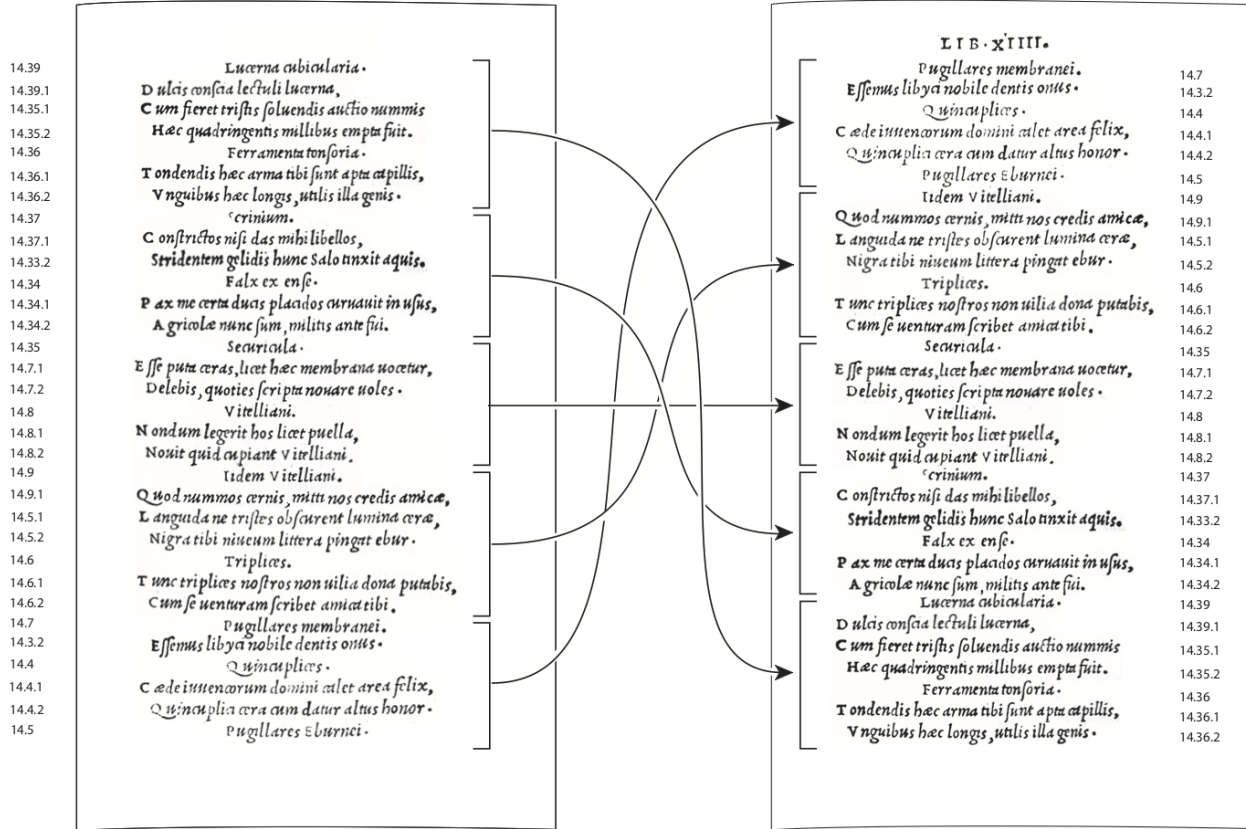 14.39 Lucerna cubicularia.
14.39.1 Dulcis conſcia lectuli lucerna,
14.35.1 Cum fieret triſtis ſoluendis auctio nummis
14.35.2 Hæc quadringentis millibus empta fuit.
14.36 Ferramenta tonſoria.
14.36.1 Tondendis hæc arma tibi ſunt apta capillis,
14.36.2 Vnguibus hæc longis, utilis illa genis.
14.37 crinium.
14.37.1 Conſtrictos niſi das mihi libellos,
14.33.2 Stridentem gelidis hunc Salo tinxit aquis.
14.34 Falx ex enſe.
14.34.1 Pax me certa ducis placidos curuauit in uſus,
14.34.2 Agricolæ nunc ſum, militis ante fui.
14.35 Securicula.
14.7.1 Eſſe puta ceras, licet hæc membrana uocetur,
14.7.2 Delebis, quoties ſcripta nouare uoles.
14.8 Vitelliani.
14.8.1 Nondum legerit hos licet puella,
14.8.2 Nouit quid cupiant Vitelliani.
14.9 Iidem Vitelliani.
14.9.1 Quod nummos cernis, mitti nos credis amicæ,
14.5.1 Languida ne triſtes obſcurent lumina ceræ,
14.5.2 Nigra tibi niueum littera pingat ebur.
14.6 Triplices.
14.6.1 Tunc triplices noſtros non uilia dona putabis,
14.6.2 Cum ſe uenturam ſcribet amica tibi.
14.7 Pugillares membranei.
14.3.2 Eſſemus libyci nobile dentis onus.
14.4 Quincuplices.
14.4.1 Cæde iuuencorum domini calet area felix,
14.4.2 Quincuplici cera cum datur altus honor.
14.5 Pugillares Eburnei.
LIB. XIIII.
Pugillares membranei. 14.7
Eſſemus libyci nobile dentis onus. 14.3.2
Quincuplices. 14.4
Cæde iuuencorum domini calet area felix, 14.4.1
Quincuplici cera cum datur altus honor. 14.4.2
Pugillares Eburnei. 14.5
Iidem Vitelliani. 14.9
Quod nummos cernis, mitti nos credis amicæ, 14.9.1
Languida ne triſtes obſcurent lumina ceræ, 14.5.1
Nigra tibi niueum littera pingat ebur. 14.5.2
Triplices. 14.6
Tunc triplices noſtros non uilia dona putabis, 14.6.1
Cum ſe uenturam ſcribet amica tibi. 14.6.2
Securicula. 14.35
Eſſe puta ceras, licet hæc membrana uocetur, 14.7.1
Delebis, quoties ſcripta nouare uoles. 14.7.2
Vitelliani. 14.8
Nondum legerit hos licet puella, 14.8.1
Nouit quid cupiant Vitelliani. 14.8.2
crinium. 14.37
Conſtrictos niſi das mihi libellos, 14.37.1
Stridentem gelidis hunc Salo tinxit aquis. 14.33.2
Falx ex enſe. 14.34
Pax me certa ducis placidos curuauit in uſus, 14.34.1
Agricolæ nunc ſum, militis ante fui. 14.34.2
Lucerna cubicularia. 14.39
Dulcis conſcia lectuli lucerna, 14.39.1
Cum fieret triſtis ſoluendis auctio nummis 14.35.1
Hæc quadringentis millibus empta fuit. 14.35.2
Ferramenta tonſoria. 14.36
Tondendis hæc arma tibi ſunt apta capillis, 14.36.1
Vnguibus hæc longis, utilis illa genis. 14.36.2